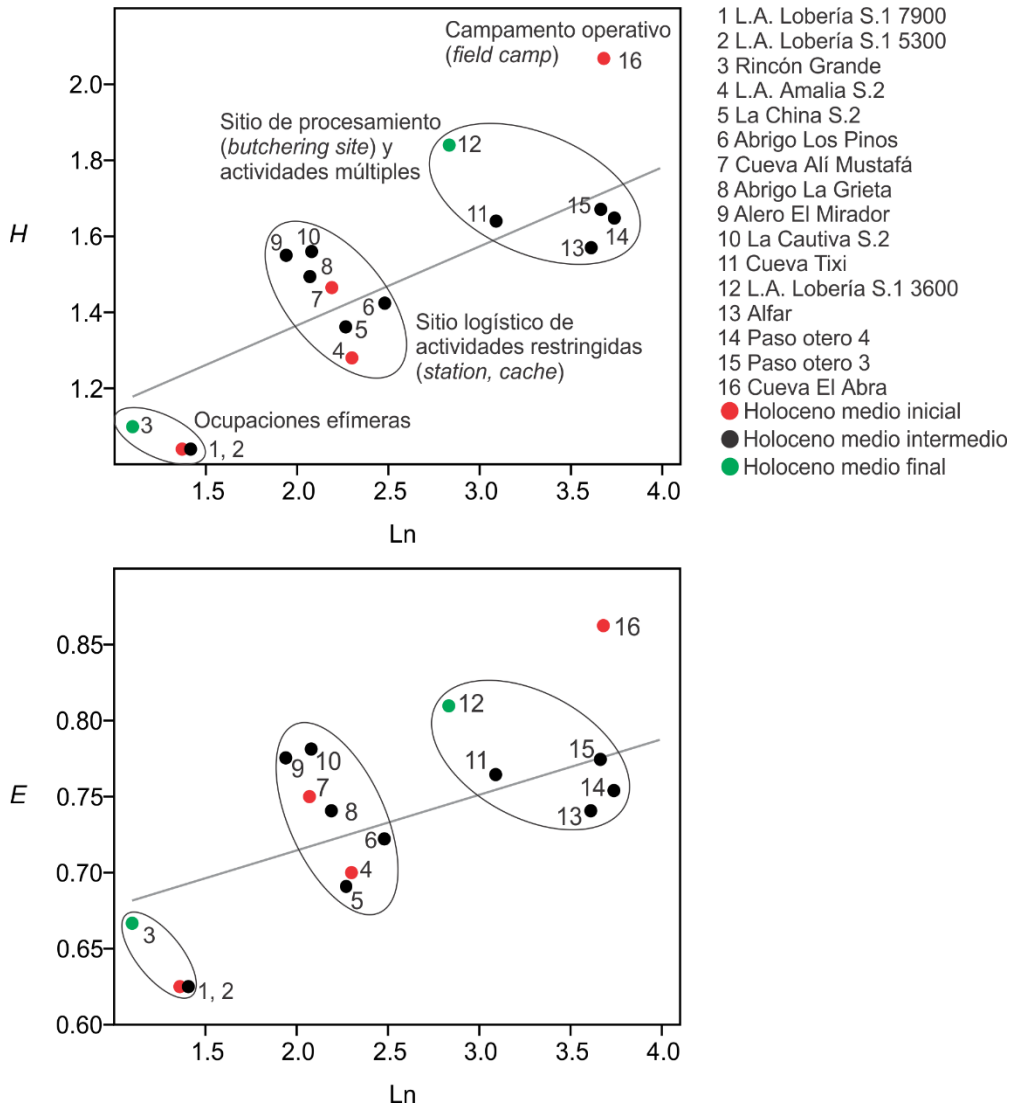 Campamento operativo
(field camp)
16
2.0
Sitio de procesamiento
(butchering site) y
actividades múltiples
12
1.8
H
11
15
14
13
1.6
9
10
8
7
6
5
4
1.4
Sitio logístico de
actividades restringidas
(station, cache)
1.2
3
Ocupaciones efímeras
1, 2
1.5 2.0 2.5 3.0 3.5 4.0
Ln
1 L.A. Lobería S.1 7900
2 L.A. Lobería S.1 5300
3 Rincón Grande
4 L.A. Amalia S.2
5 La China S.2
6 Abrigo Los Pinos
7 Cueva Alí Mustafá
8 Abrigo La Grieta
9 Alero El Mirador
10 La Cautiva S.2
11 Cueva Tixi
12 L.A. Lobería S.1 3600
13 Alfar
14 Paso otero 4
15 Paso otero 3
16 Cueva El Abra
Holoceno medio inicial
Holoceno medio intermedio
Holoceno medio final
16
0.85
12
0.80
E
9
10
11
15
14
13
0.75
7
8
6
4
5
0.70
0.65
3
1, 2
0.60
1.5 2.0 2.5 3.0 3.5 4.0
Ln